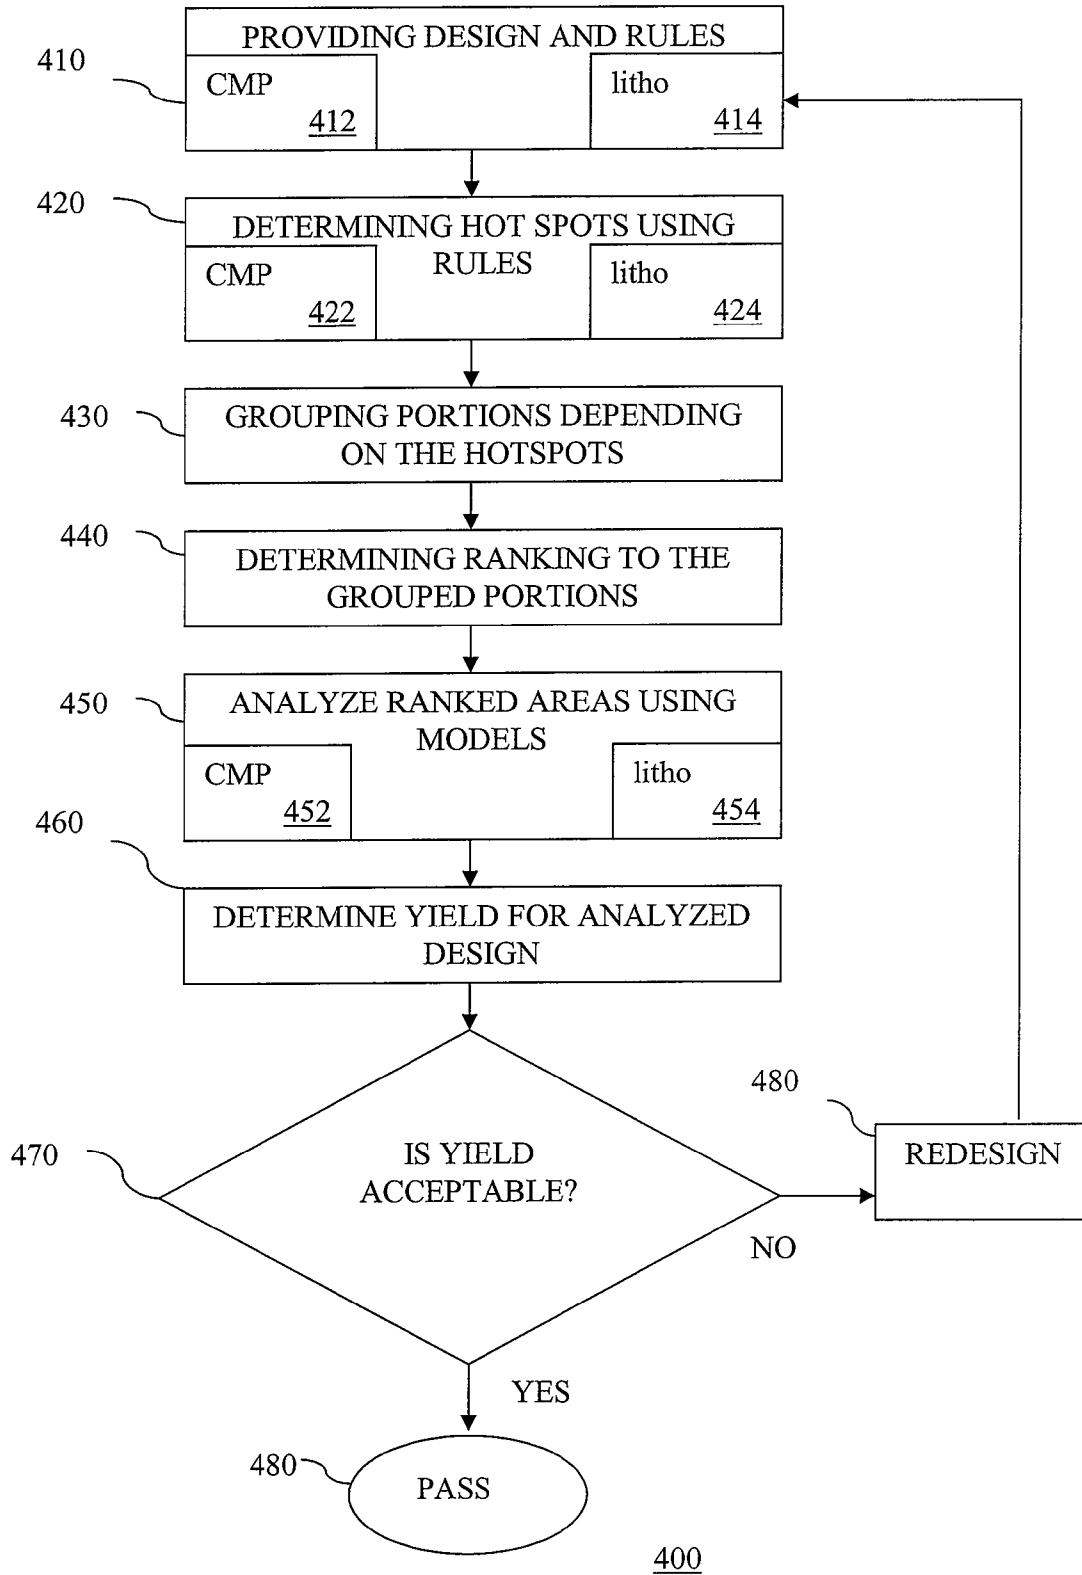 PROVIDING DESIGN AND RULES
410
CMP
412
litho
414
420
DETERMINING HOT SPOTS USING
RULES
CMP
422
litho
424
430
GROUPING PORTIONS DEPENDING
ON THE HOTSPOTS
440
DETERMINING RANKING TO THE
GROUPED PORTIONS
450
ANALYZE RANKED AREAS USING
MODELS
CMP
452
litho
454
460
DETERMINE YIELD FOR ANALYZED
DESIGN
470
IS YIELD
ACCEPTABLE?
480
REDESIGN
NO
YES
480
PASS
400